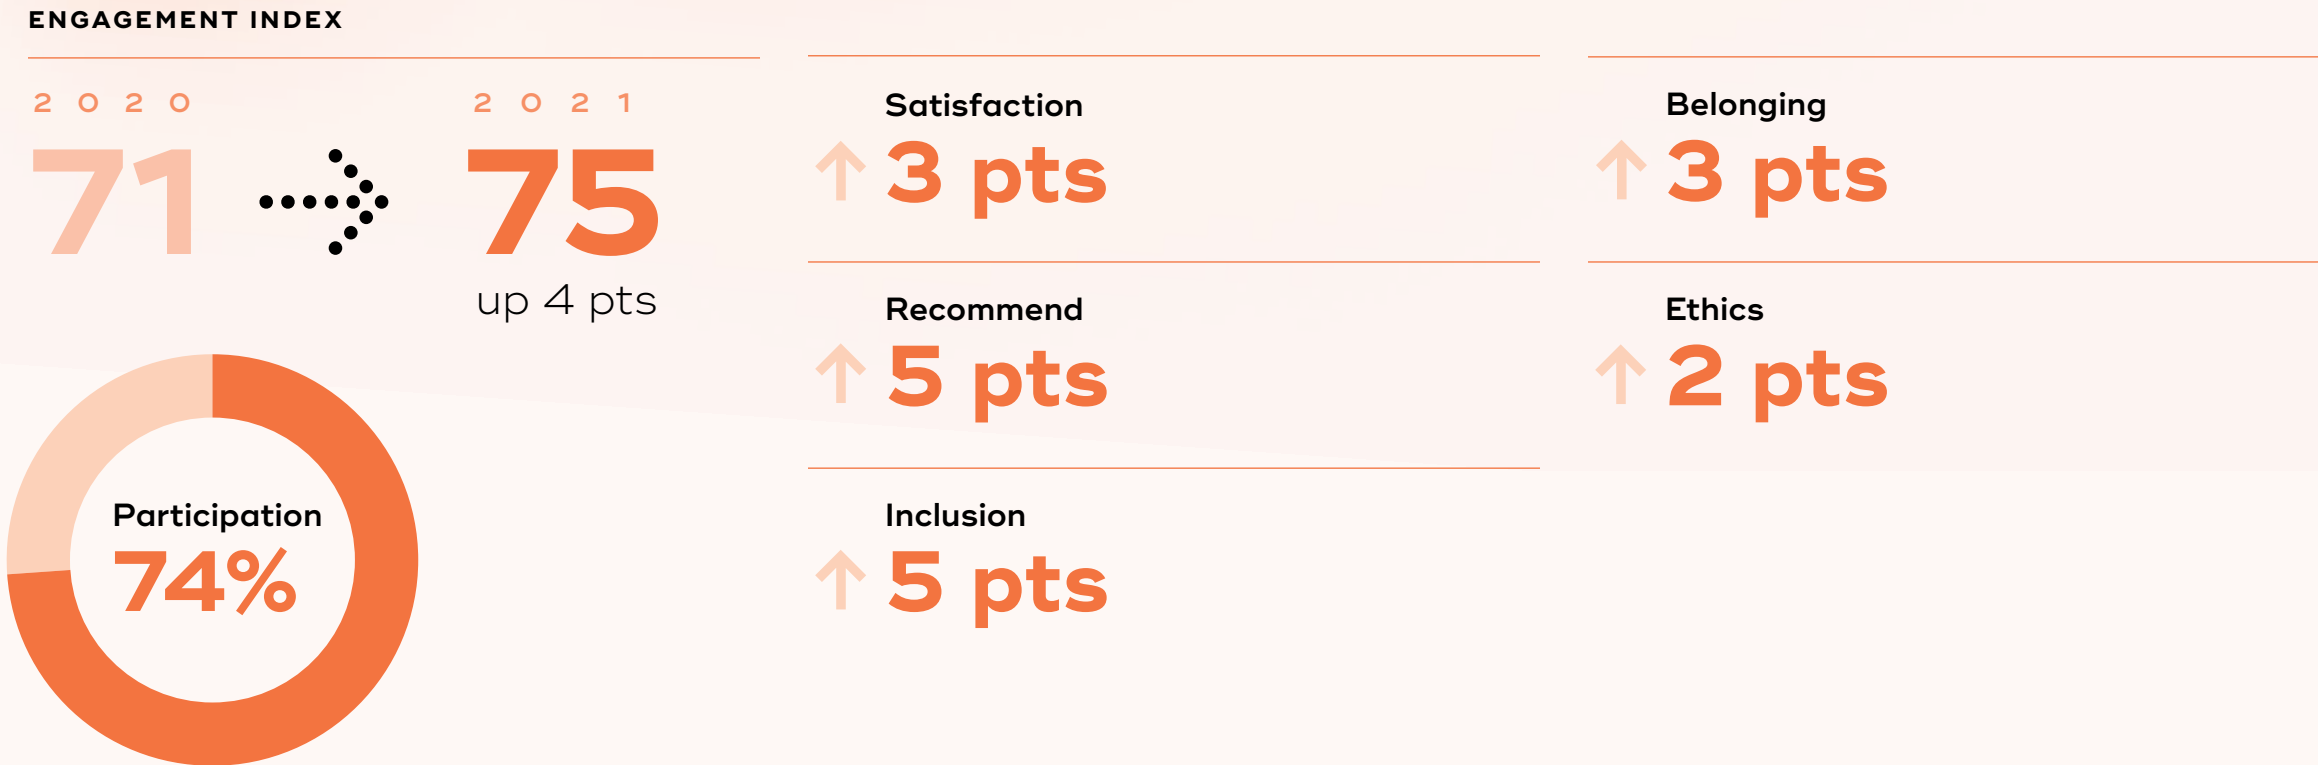 ENGAGEMENT INDEX
2020
71
2021
75
up 4 pts
Participation
74%
Satisfaction
↑ 3 pts
Recommend
↑ 5 pts
Inclusion
↑ 5 pts
Belonging
↑ 3 pts
Ethics
↑ 2 pts